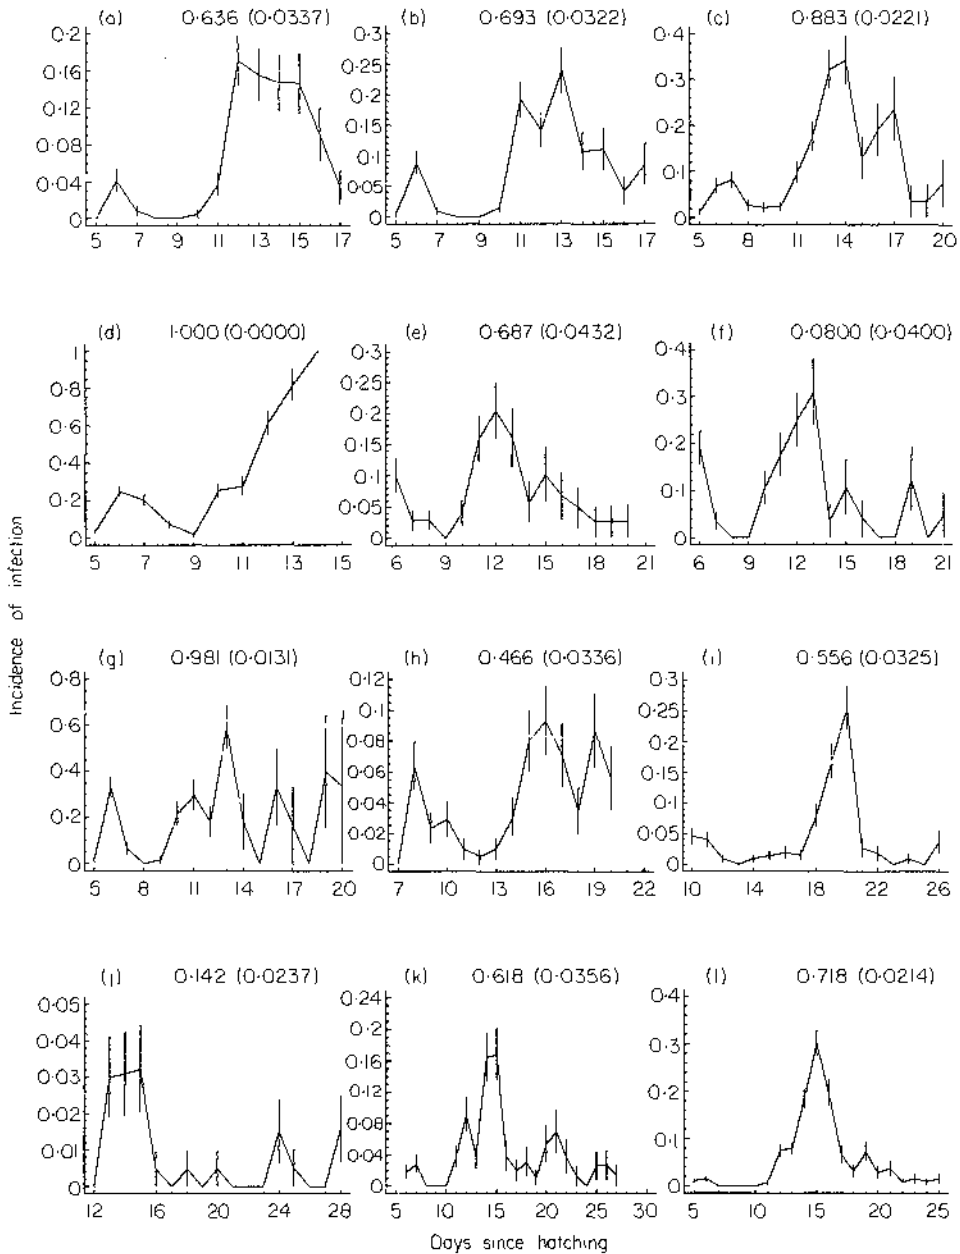 (a) 0·636 (0·0337)
0·2
0·16
0·12
0·08
0·04
0
5 7 9 11 13 15 17
(b) 0·693 (0·0322)
0·3
0·2
0·1
0·05
0
5 7 9 11 13 15 17
(c) 0·883 (0·0221)
0·4
0·3
0·2
0·1
0
5 8 11 14 17 20
(d) 1·000 (0·0000)
1
0·8
0·6
0·4
0·2
0
5 7 9 11 13 15
(e) 0·687 (0·0432)
0·3
0·25
0·2
0·15
0·1
0·05
0
6 9 12 15 18 21
(f) 0·0800 (0·0400)
0·4
0·3
0·2
0·1
0
6 9 12 15 18 21
Incidence of infection
(g) 0·981 (0·0131)
0·8
0·6
0·4
0·2
0
5 8 11 14 17 20
(h) 0·466 (0·0336)
0·12
0·1
0·08
0·06
0·04
0·02
0
7 10 13 16 19 22
(i) 0·556 (0·0325)
0·3
0·25
0·2
0·15
0·1
0·05
0
10 14 18 22 26
(j) 0·142 (0·0237)
0·05
0·04
0·03
0·02
0·01
0
12 16 20 24 28
(k) 0·618 (0·0356)
0·24
0·2
0·16
0·12
0·08
0·04
0
5 10 15 20 25 30
(l) 0·718 (0·0214)
0·4
0·3
0·2
0·1
0
5 10 15 20 25
Days since hatching